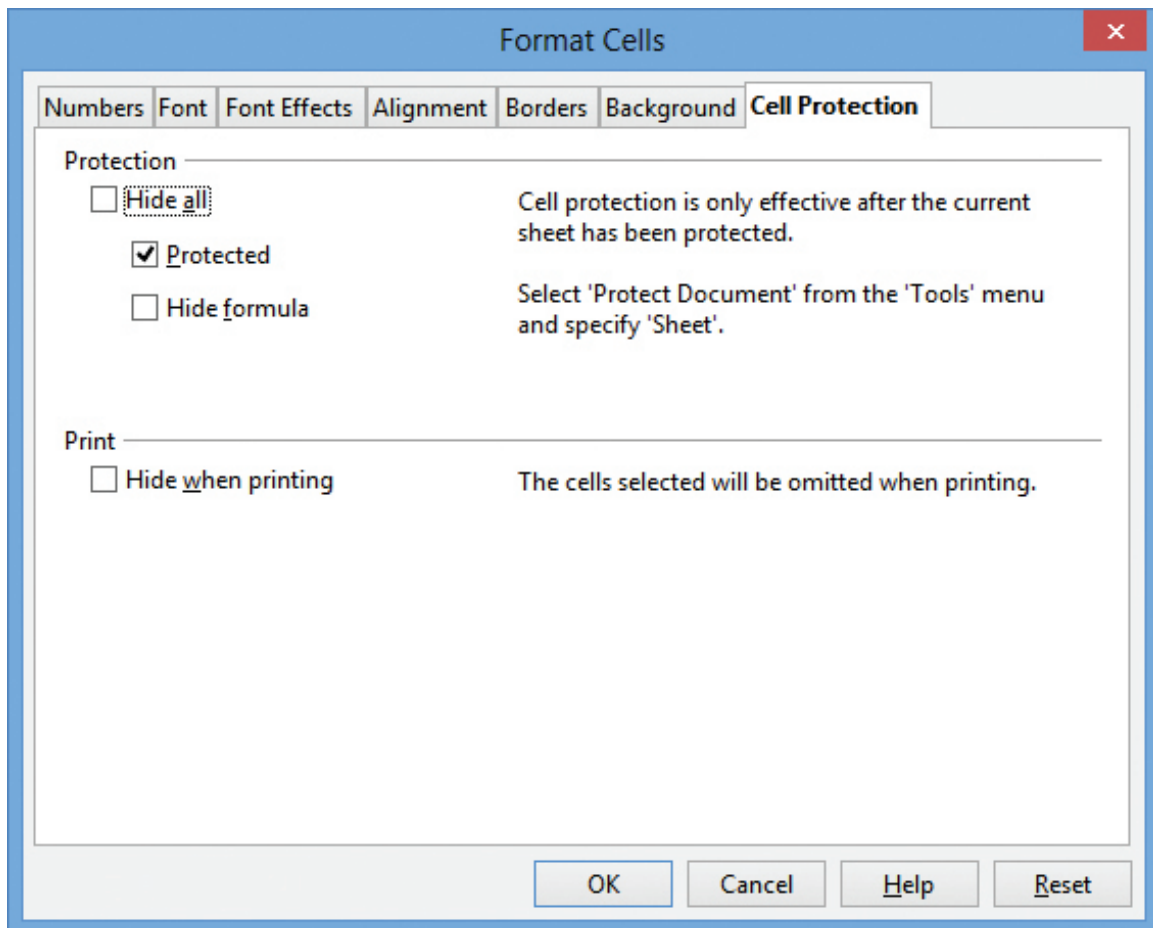 Format Cells
Numbers Font Font Effects Alignment Borders Background Cell Protection
Protection
Hide all
Cell protection is only effective after the current
sheet has been protected.
Protected
Hide formula
Select 'Protect Document' from the 'Tools' menu
and specify 'Sheet'.
Print
Hide when printing
The cells selected will be omitted when printing.
OK Cancel Help Reset